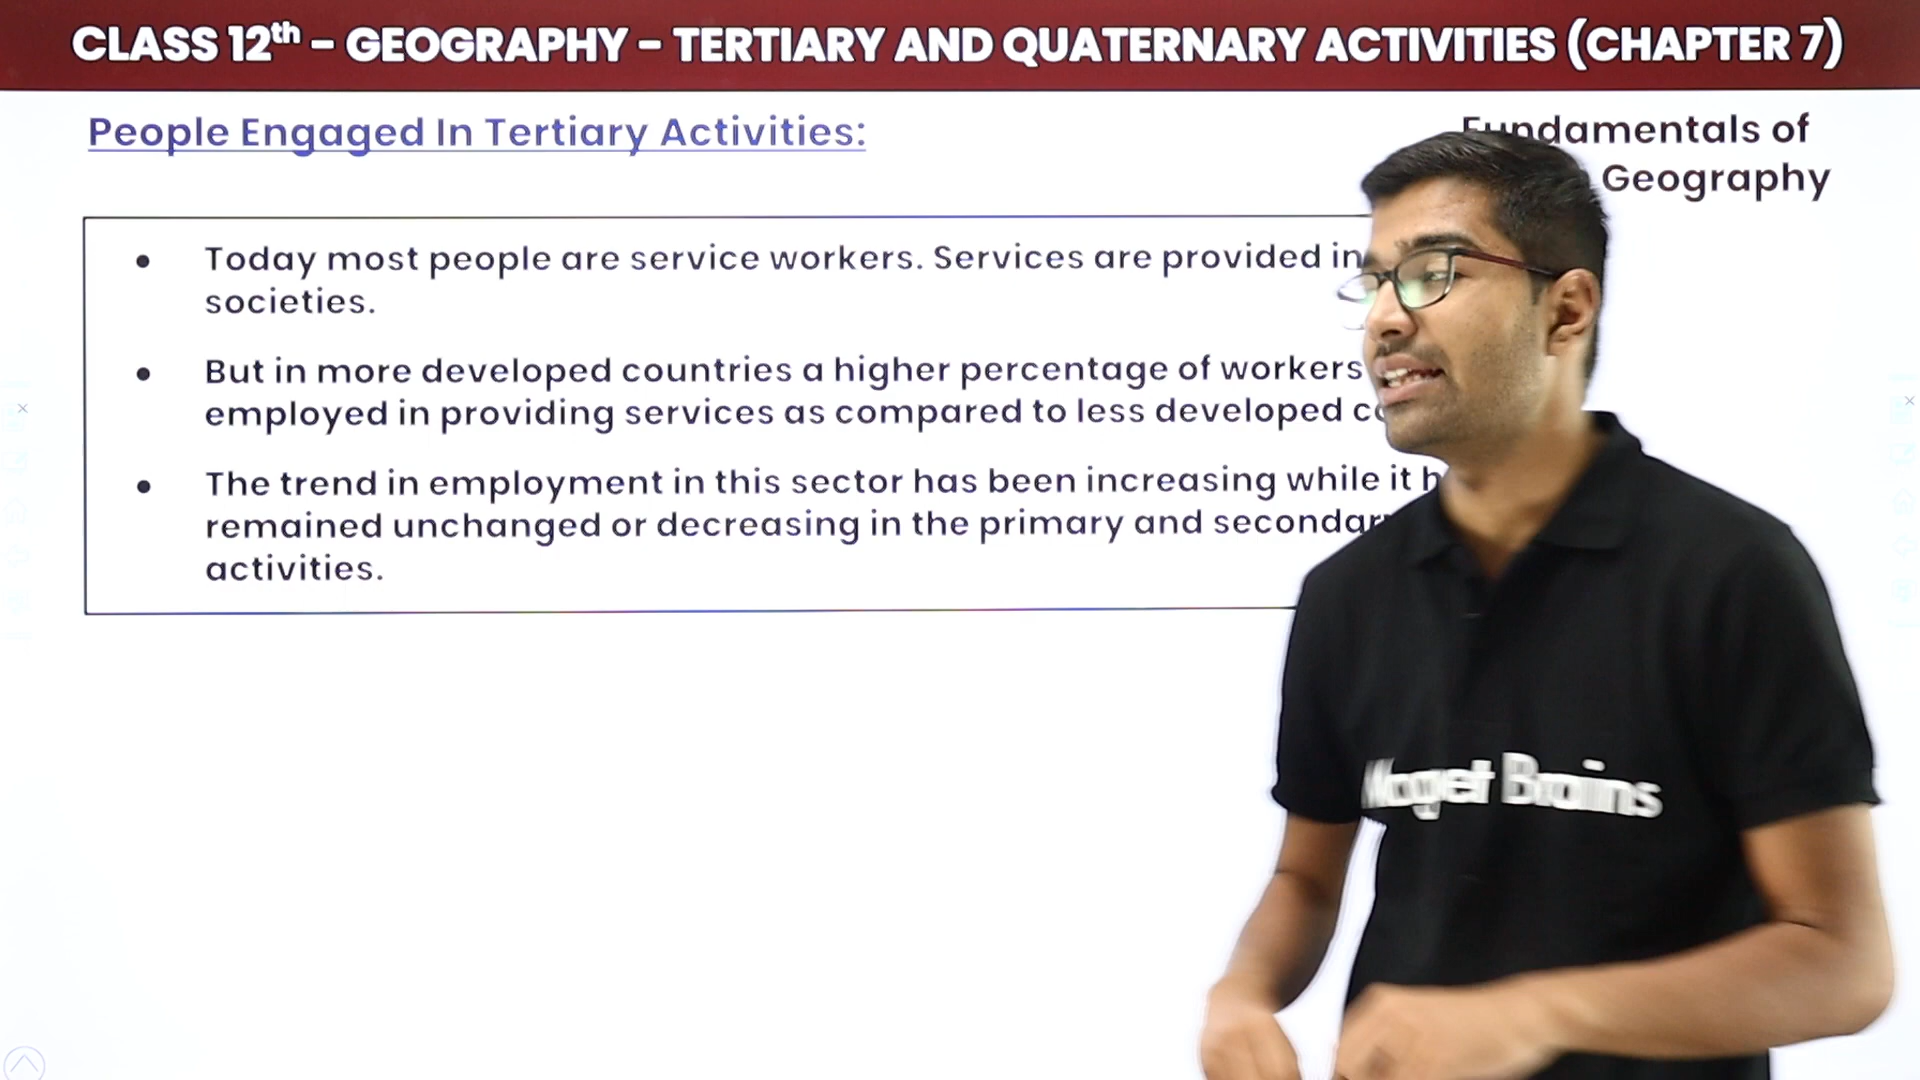 CLASS 12th – GEOGRAPHY – TERTIARY AND QUATERNARY ACTIVITIES (CHAPTER 7)
People Engaged In Tertiary Activities:
Fundamentals of
Geography
• Today most people are service workers. Services are provided in
societies.
• But in more developed countries a higher percentage of workers
employed in providing services as compared to less developed
• The trend in employment in this sector has been increasing while it
remained unchanged or decreasing in the primary and secondary
activities.
Magnet Brains